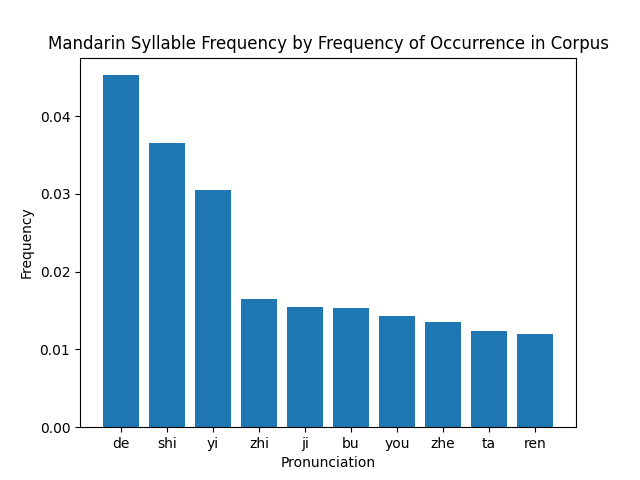 Mandarin Syllable Frequency by Frequency of Occurrence in Corpus
Frequency
0.04
0.03
0.02
0.01
0.00
de shi yi zhi ji bu you zhe ta ren
Pronunciation